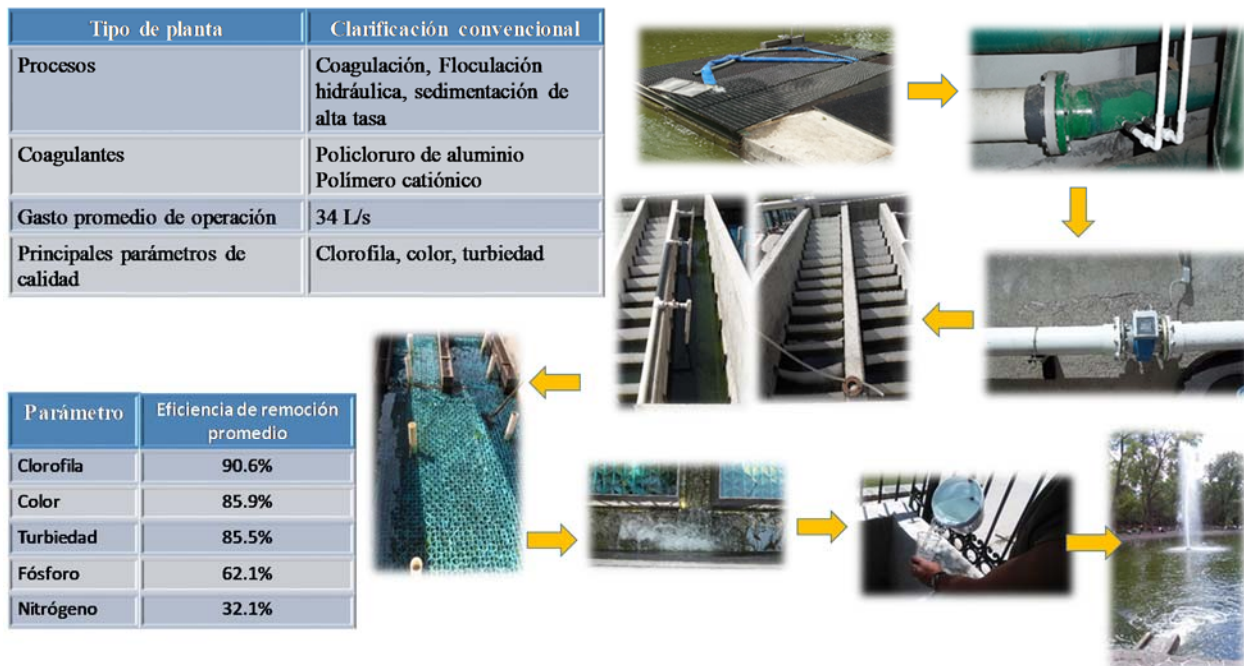 Tipo de planta
Clarificación convencional
Procesos
Coagulación, Floculación
hidráulica, sedimentación de
alta tasa
Coagulantes
Policloruro de aluminio
Polímero catiónico
Gasto promedio de operación
34 L/s
Principales parámetros de
calidad
Clorofila, color, turbiedad
Parámetro
Eficiencia de remoción
promedio
Clorofila
90.6%
Color
85.9%
Turbiedad
85.5%
Fósforo
62.1%
Nitrógeno
32.1%